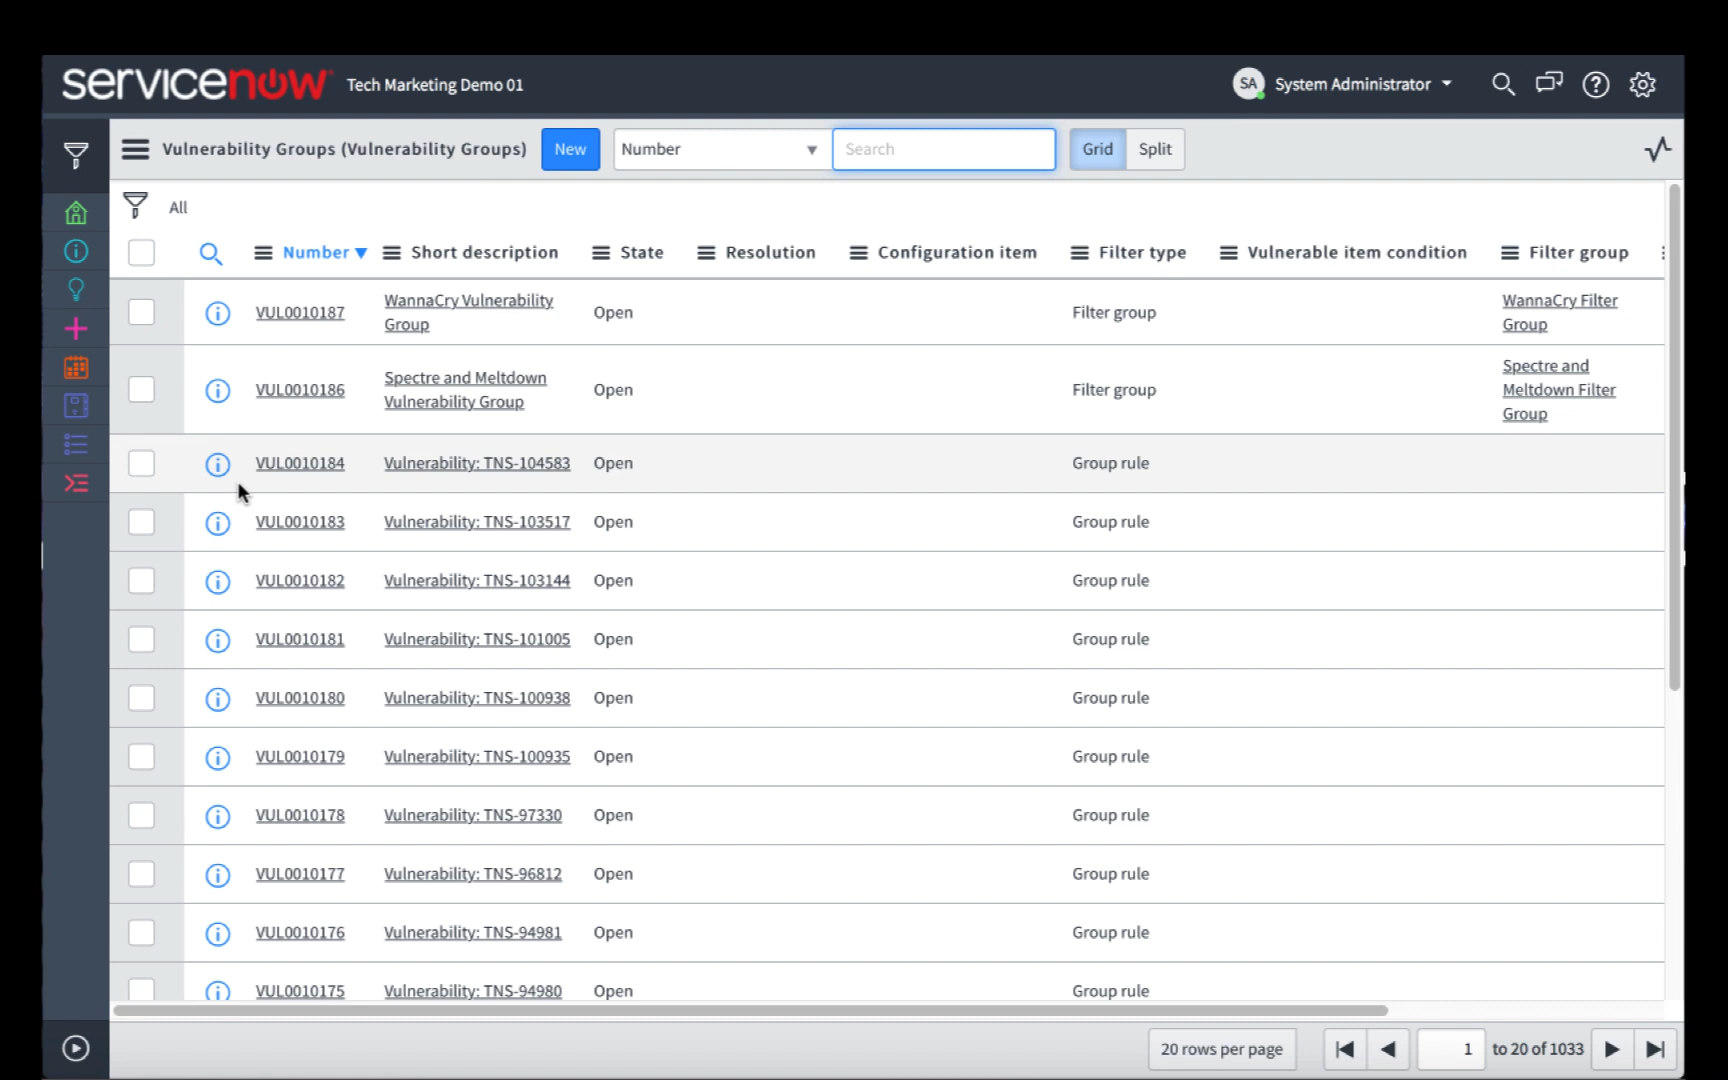 servicenow Tech Marketing Demo 01 SA System Administrator
Vulnerability Groups (Vulnerability Groups) New Number Search Grid Split
All
Number Short description State Resolution Configuration item Filter type Vulnerable item condition Filter group
VUL0010187 WannaCry Vulnerability Group Open Filter group WannaCry Filter Group
VUL0010186 Spectre and Meltdown Vulnerability Group Open Filter group Spectre and Meltdown Filter Group
VUL0010184 Vulnerability: TNS-104583 Open Group rule
VUL0010183 Vulnerability: TNS-103517 Open Group rule
VUL0010182 Vulnerability: TNS-103144 Open Group rule
VUL0010181 Vulnerability: TNS-101005 Open Group rule
VUL0010180 Vulnerability: TNS-100938 Open Group rule
VUL0010179 Vulnerability: TNS-100935 Open Group rule
VUL0010178 Vulnerability: TNS-97330 Open Group rule
VUL0010177 Vulnerability: TNS-96812 Open Group rule
VUL0010176 Vulnerability: TNS-94981 Open Group rule
VUL0010175 Vulnerability: TNS-94980 Open Group rule
20 rows per page 1 to 20 of 1033